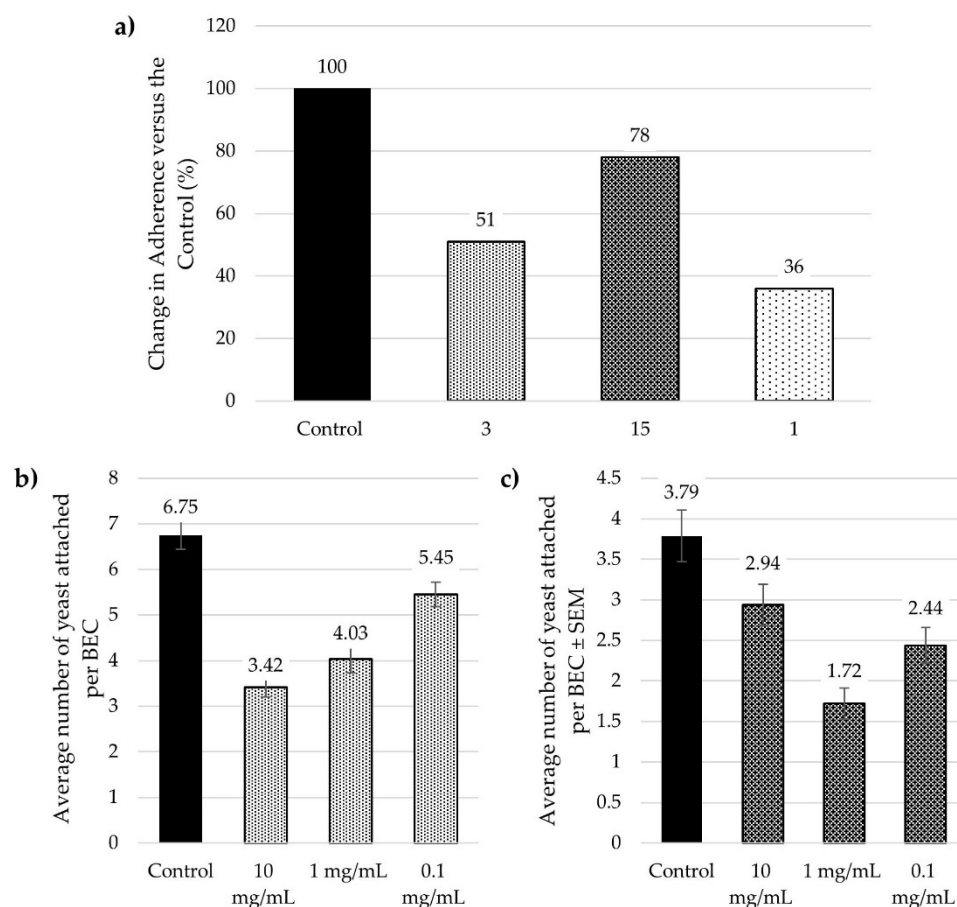 a)
Change in Adherence versus the
Control (%)
120
100
80
60
40
20
0
100
51
78
36
Control
3
15
1
b)
Average number of yeast attached
per BEC
8
7
6
5
4
3
2
1
0
6.75
3.42
4.03
5.45
Control
10
mg/mL
1 mg/mL
0.1
mg/mL
c)
Average number of yeast attached
per BEC ± SEM
4.5
4
3.5
3
2.5
2
1.5
1
0.5
0
3.79
2.94
1.72
2.44
Control
10
mg/mL
1 mg/mL
0.1
mg/mL